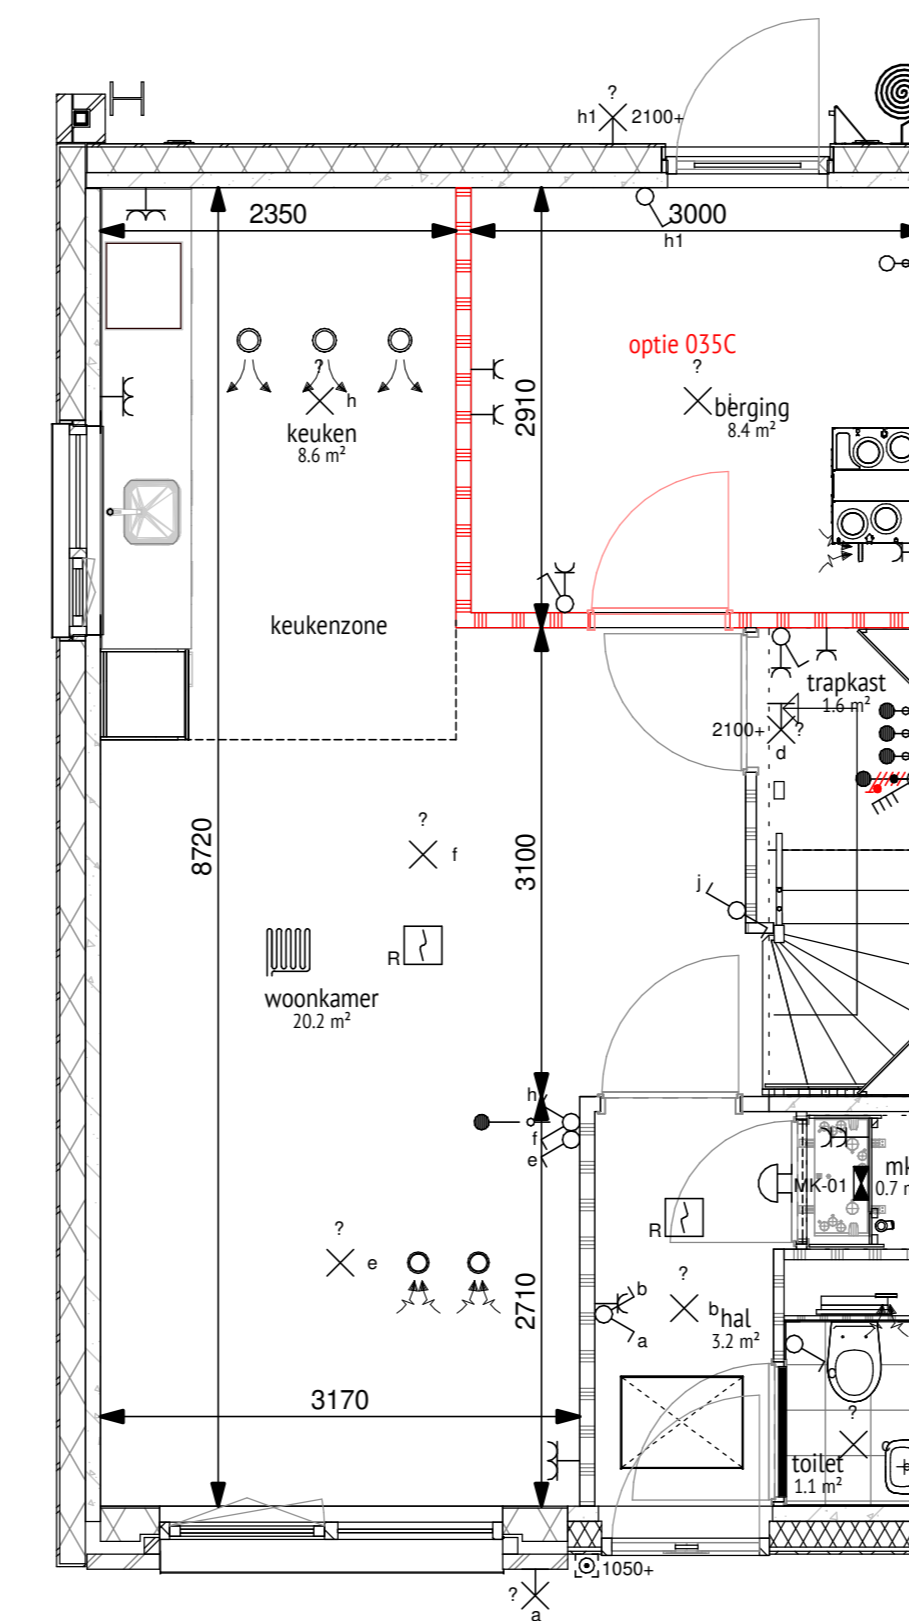 ?
h1 2100+
2350
3000
h1
optie 035C
?
? h
i
berging
8.4 m²
keuken
8.6 m²
2910
keukenzone
trapkast
1.6 m²
2100+ ?
d
?
f
8720
3100
j
R
woonkamer
20.2 m²
h
f
e
MK-01
mk
0.7 m
R
?
e
?
b
b
hal
3.2 m²
a
2710
3170
?
toilet
1.1 m²
1050+
?
a